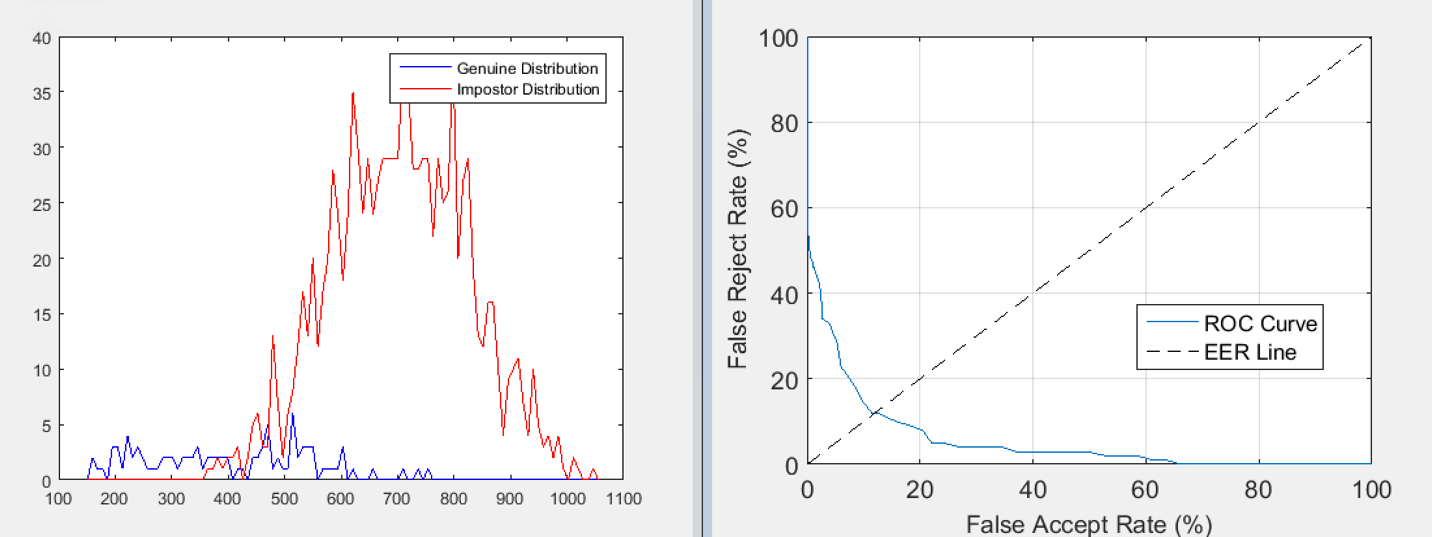 40
35
30
25
20
15
10
5
0
100 200 300 400 500 600 700 800 900 1000 1100
Genuine Distribution
Impostor Distribution
False Reject Rate (%)
100
80
60
40
20
0
0 20 40 60 80 100
False Accept Rate (%)
ROC Curve
EER Line